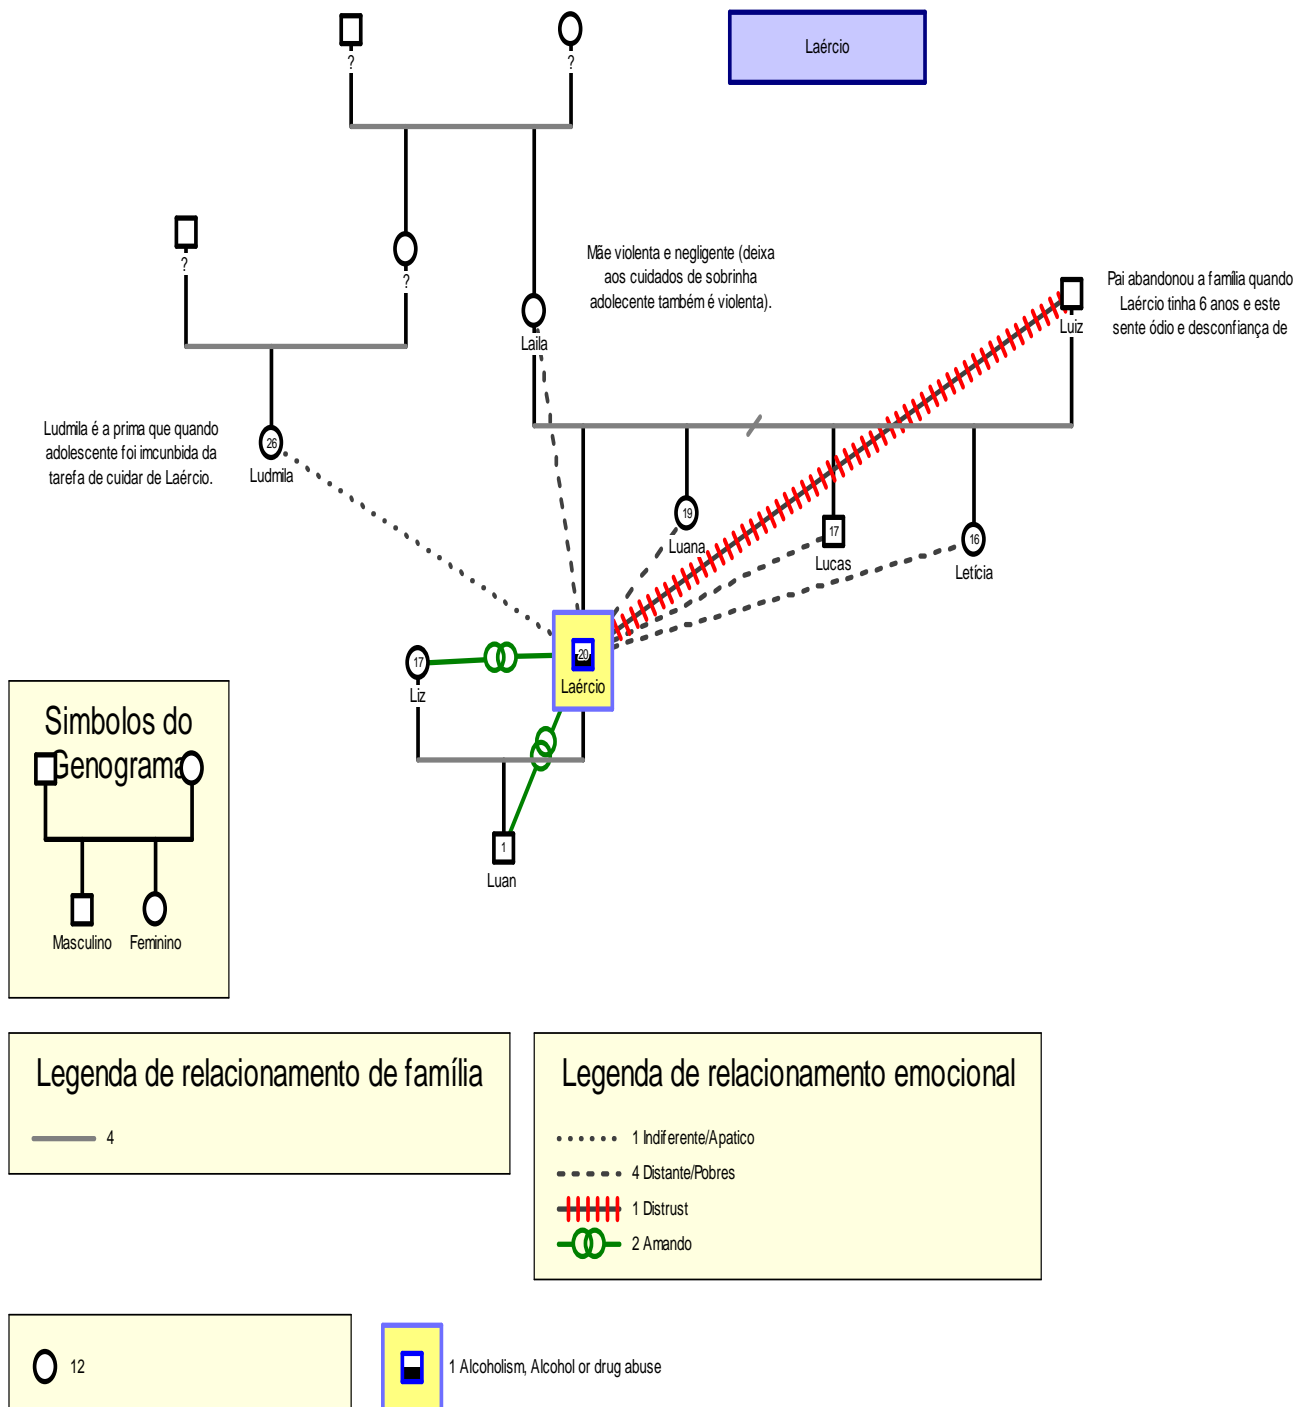 Laércio
?
?
?
?
Mãe violenta e negligente (deixa
aos cuidados de sobrinha
adolecente também é violenta).
Pai abandonou a família quando
Laércio tinha 6 anos e este
sente ódio e desconfiança de
Laila
Luiz
Ludmila é a prima que quando
adolescente foi imcunbida da
tarefa de cuidar de Laércio.
26
Ludmila
19
Luana
17
Lucas
16
Letícia
17
Liz
20
Laércio
1
Luan
Simbolos do
Genograma
Masculino
Feminino
Legenda de relacionamento de família
4
Legenda de relacionamento emocional
1 Indiferente/Apatico
4 Distante/Pobres
1 Distrust
2 Amando
12
1 Alcoholism, Alcohol or drug abuse